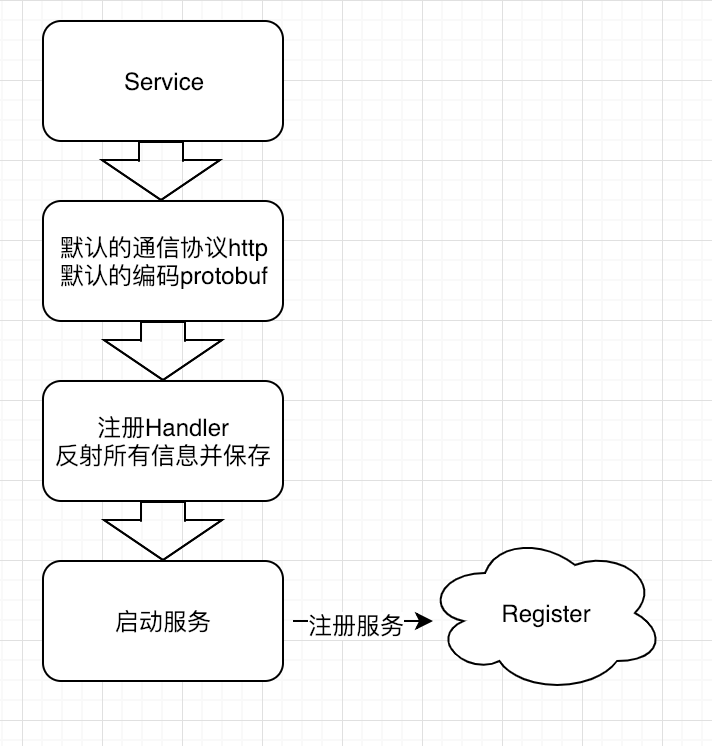 Service
默认的通信协议http
默认的编码protobuf
注册Handler
反射所有信息并保存
启动服务
注册服务
Register